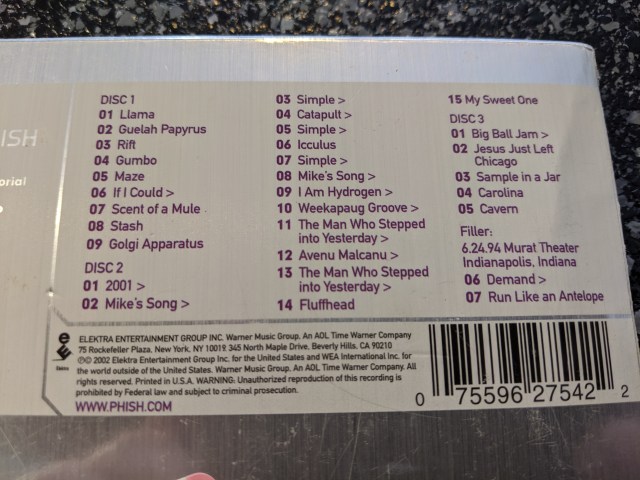 ISH
orial
DISC 1
01 Llama
02 Guelah Papyrus
03 Rift
04 Gumbo
05 Maze
06 If I Could >
07 Scent of a Mule
08 Stash
09 Golgi Apparatus
DISC 2
01 2001 >
02 Mike's Song >
03 Simple >
04 Catapult >
05 Simple >
06 Icculus
07 Simple >
08 Mike's Song >
09 I Am Hydrogen >
10 Weekapaug Groove >
11 The Man Who Stepped
into Yesterday >
12 Avenu Malcanu >
13 The Man Who Stepped
into Yesterday >
14 Fluffhead
15 My Sweet One
DISC 3
01 Big Ball Jam >
02 Jesus Just Left
Chicago
03 Sample in a Jar
04 Carolina
05 Cavern
Filler:
6.24.94 Murat Theater
Indianapolis, Indiana
06 Demand >
07 Run Like an Antelope
ELEKTRA ENTERTAINMENT GROUP INC. Warner Music Group. An AOL Time Warner Company
75 Rockefeller Plaza, New York, NY 10019. 345 North Maple Drive, Beverly Hills, CA 90210
℗© 2002 Elektra Entertainment Group Inc. for the United States and WEA International Inc. for
the world outside of the United States. Warner Music Group. An AOL Time Warner Company. All
rights reserved. Printed in U.S.A. WARNING: Unauthorized reproduction of this recording is
prohibited by Federal law and subject to criminal prosecution.
WWW.PHISH.COM
0 75596 27542 2